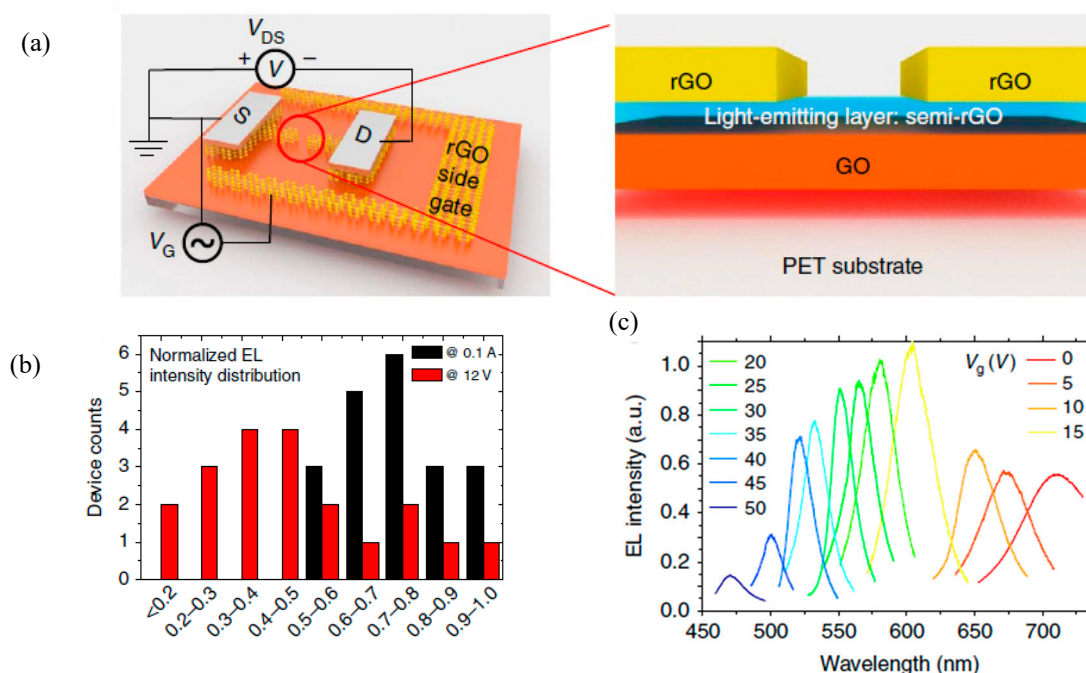 (a)
V_DS
+ V −
S
D
rGO
side
gate
V_G
rGO
rGO
Light-emitting layer: semi-rGO
GO
PET substrate
(b)
Normalized EL
intensity distribution
@ 0.1 A
@ 12 V
Device counts
6
5
4
3
2
1
0
<0.2
0.2–0.3
0.3–0.4
0.4–0.5
0.5–0.6
0.6–0.7
0.7–0.8
0.8–0.9
0.9–1.0
(c)
EL intensity (a.u.)
1.0
0.8
0.6
0.4
0.2
0.0
20
25
30
35
40
45
50
V_g (V)
0
5
10
15
450 500 550 600 650 700
Wavelength (nm)